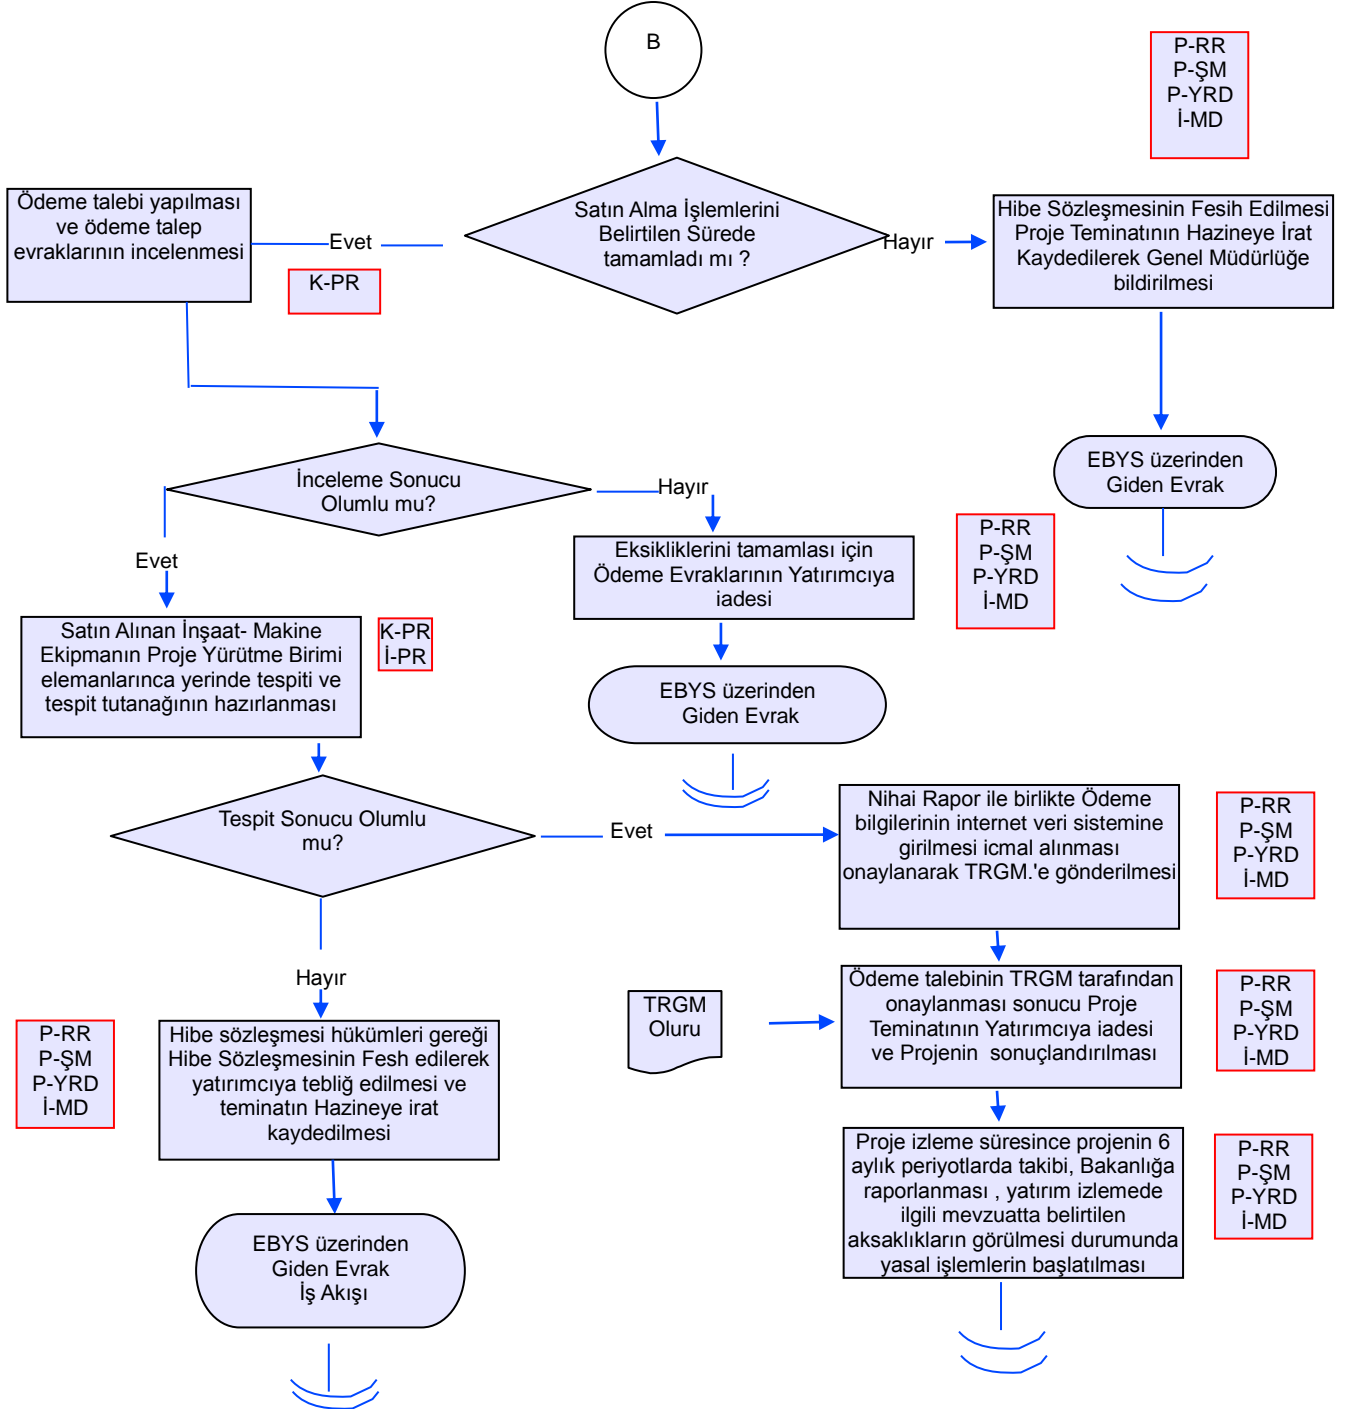 B
P-RR
P-ŞM
P-YRD
İ-MD
Ödeme talebi yapılması
ve ödeme talep
evraklarının incelenmesi
Evet
K-PR
Satın Alma İşlemlerini
Belirtilen Sürede
tamamladı mı ?
Hayır
Hibe Sözleşmesinin Fesih Edilmesi
Proje Teminatının Hazineye İrat
Kaydedilerek Genel Müdürlüğe
bildirilmesi
EBYS üzerinden
Giden Evrak
İnceleme Sonucu
Olumlu mu?
Hayır
Evet
Eksikliklerini tamamlası için
Ödeme Evraklarının Yatırımcıya
iadesi
P-RR
P-ŞM
P-YRD
İ-MD
Satın Alınan İnşaat- Makine
Ekipmanın Proje Yürütme Birimi
elemanlarınca yerinde tespiti ve
tespit tutanağının hazırlanması
K-PR
İ-PR
EBYS üzerinden
Giden Evrak
Tespit Sonucu Olumlu
mu?
Evet
Nihai Rapor ile birlikte Ödeme
bilgilerinin internet veri sistemine
girilmesi icmal alınması
onaylanarak TRGM.'e gönderilmesi
P-RR
P-ŞM
P-YRD
İ-MD
Hayır
TRGM
Oluru
Ödeme talebinin TRGM tarafından
onaylanması sonucu Proje
Teminatının Yatırımcıya iadesi
ve Projenin  sonuçlandırılması
P-RR
P-ŞM
P-YRD
İ-MD
P-RR
P-ŞM
P-YRD
İ-MD
Hibe sözleşmesi hükümleri gereği
Hibe Sözleşmesinin Fesh edilerek
yatırımcıya tebliğ edilmesi ve
teminatın Hazineye irat
kaydedilmesi
Proje izleme süresince projenin 6
aylık periyotlarda takibi, Bakanlığa
raporlanması , yatırım izlemede
ilgili mevzuatta belirtilen
aksaklıkların görülmesi durumunda
yasal işlemlerin başlatılması
P-RR
P-ŞM
P-YRD
İ-MD
EBYS üzerinden
Giden Evrak
İş Akışı